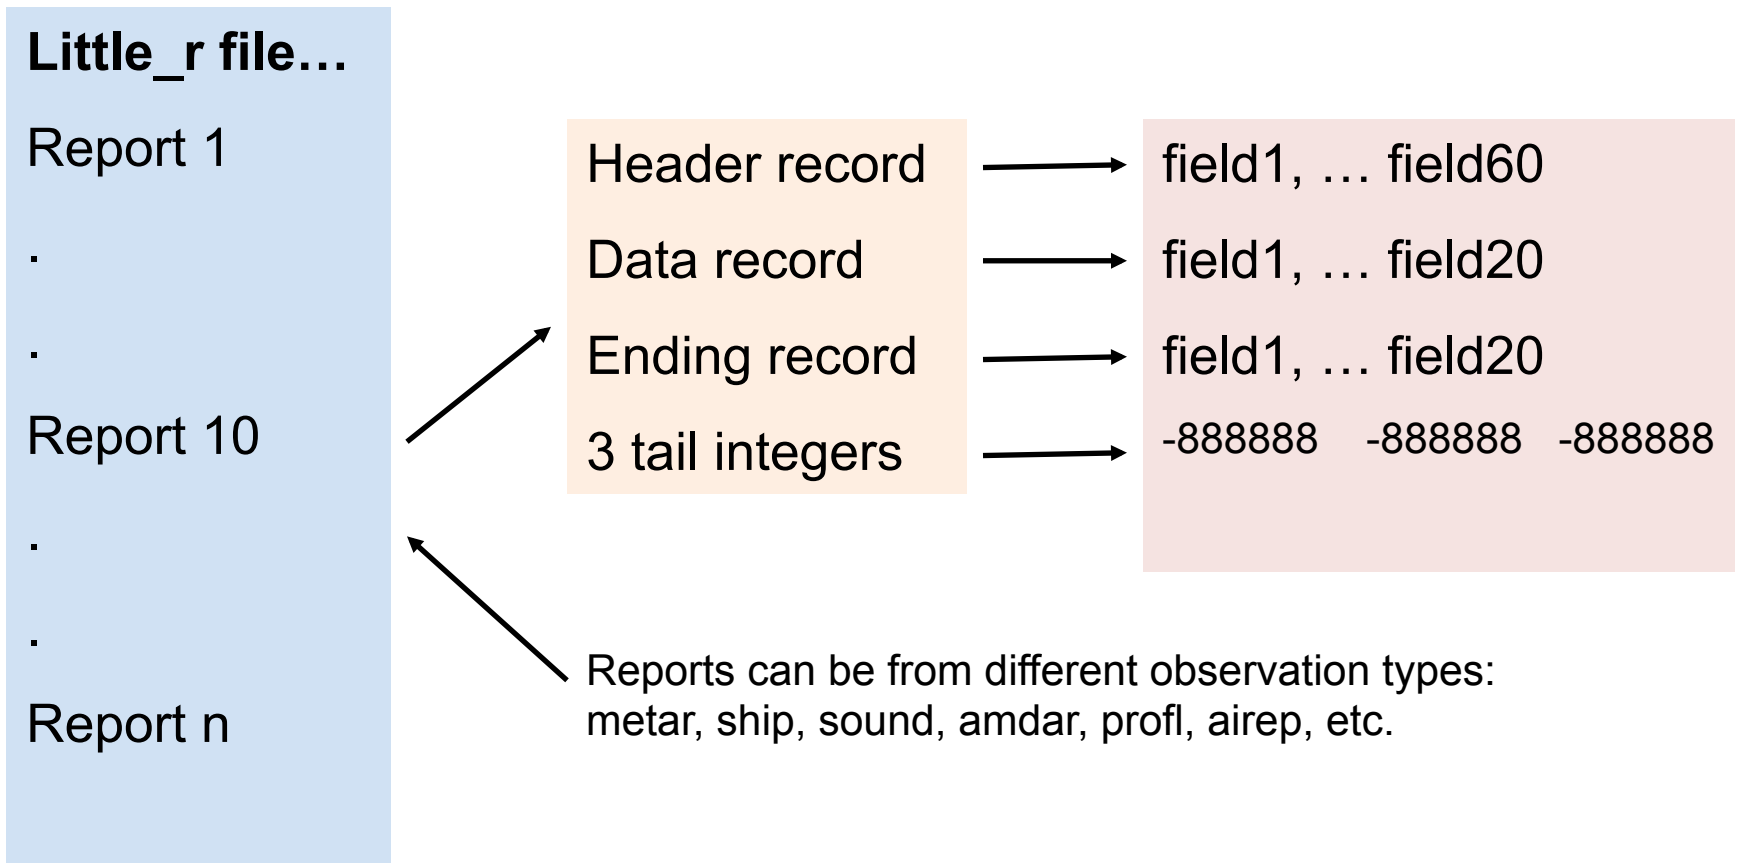 Little_r file…
Report 1
.
.
Report 10
.
.
Report n
Header record
Data record
Ending record
3 tail integers
field1, … field60
field1, … field20
field1, … field20
-888888 -888888 -888888
Reports can be from different observation types:
metar, ship, sound, amdar, profl, airep, etc.